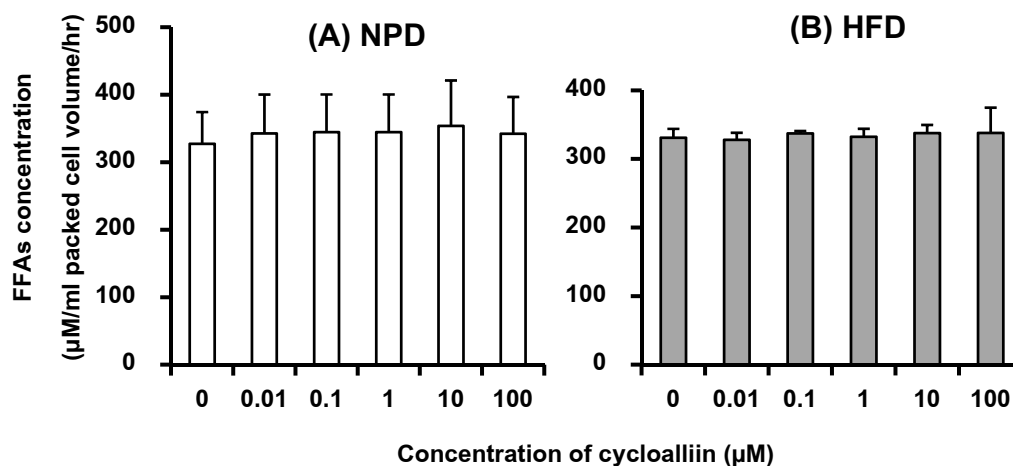 FFAs concentration
(µM/ml packed cell volume/hr)
(A) NPD
500
400
300
200
100
0
0 0.01 0.1 1 10 100
(B) HFD
400
300
200
100
0
0 0.01 0.1 1 10 100
Concentration of cycloalliin (µM)